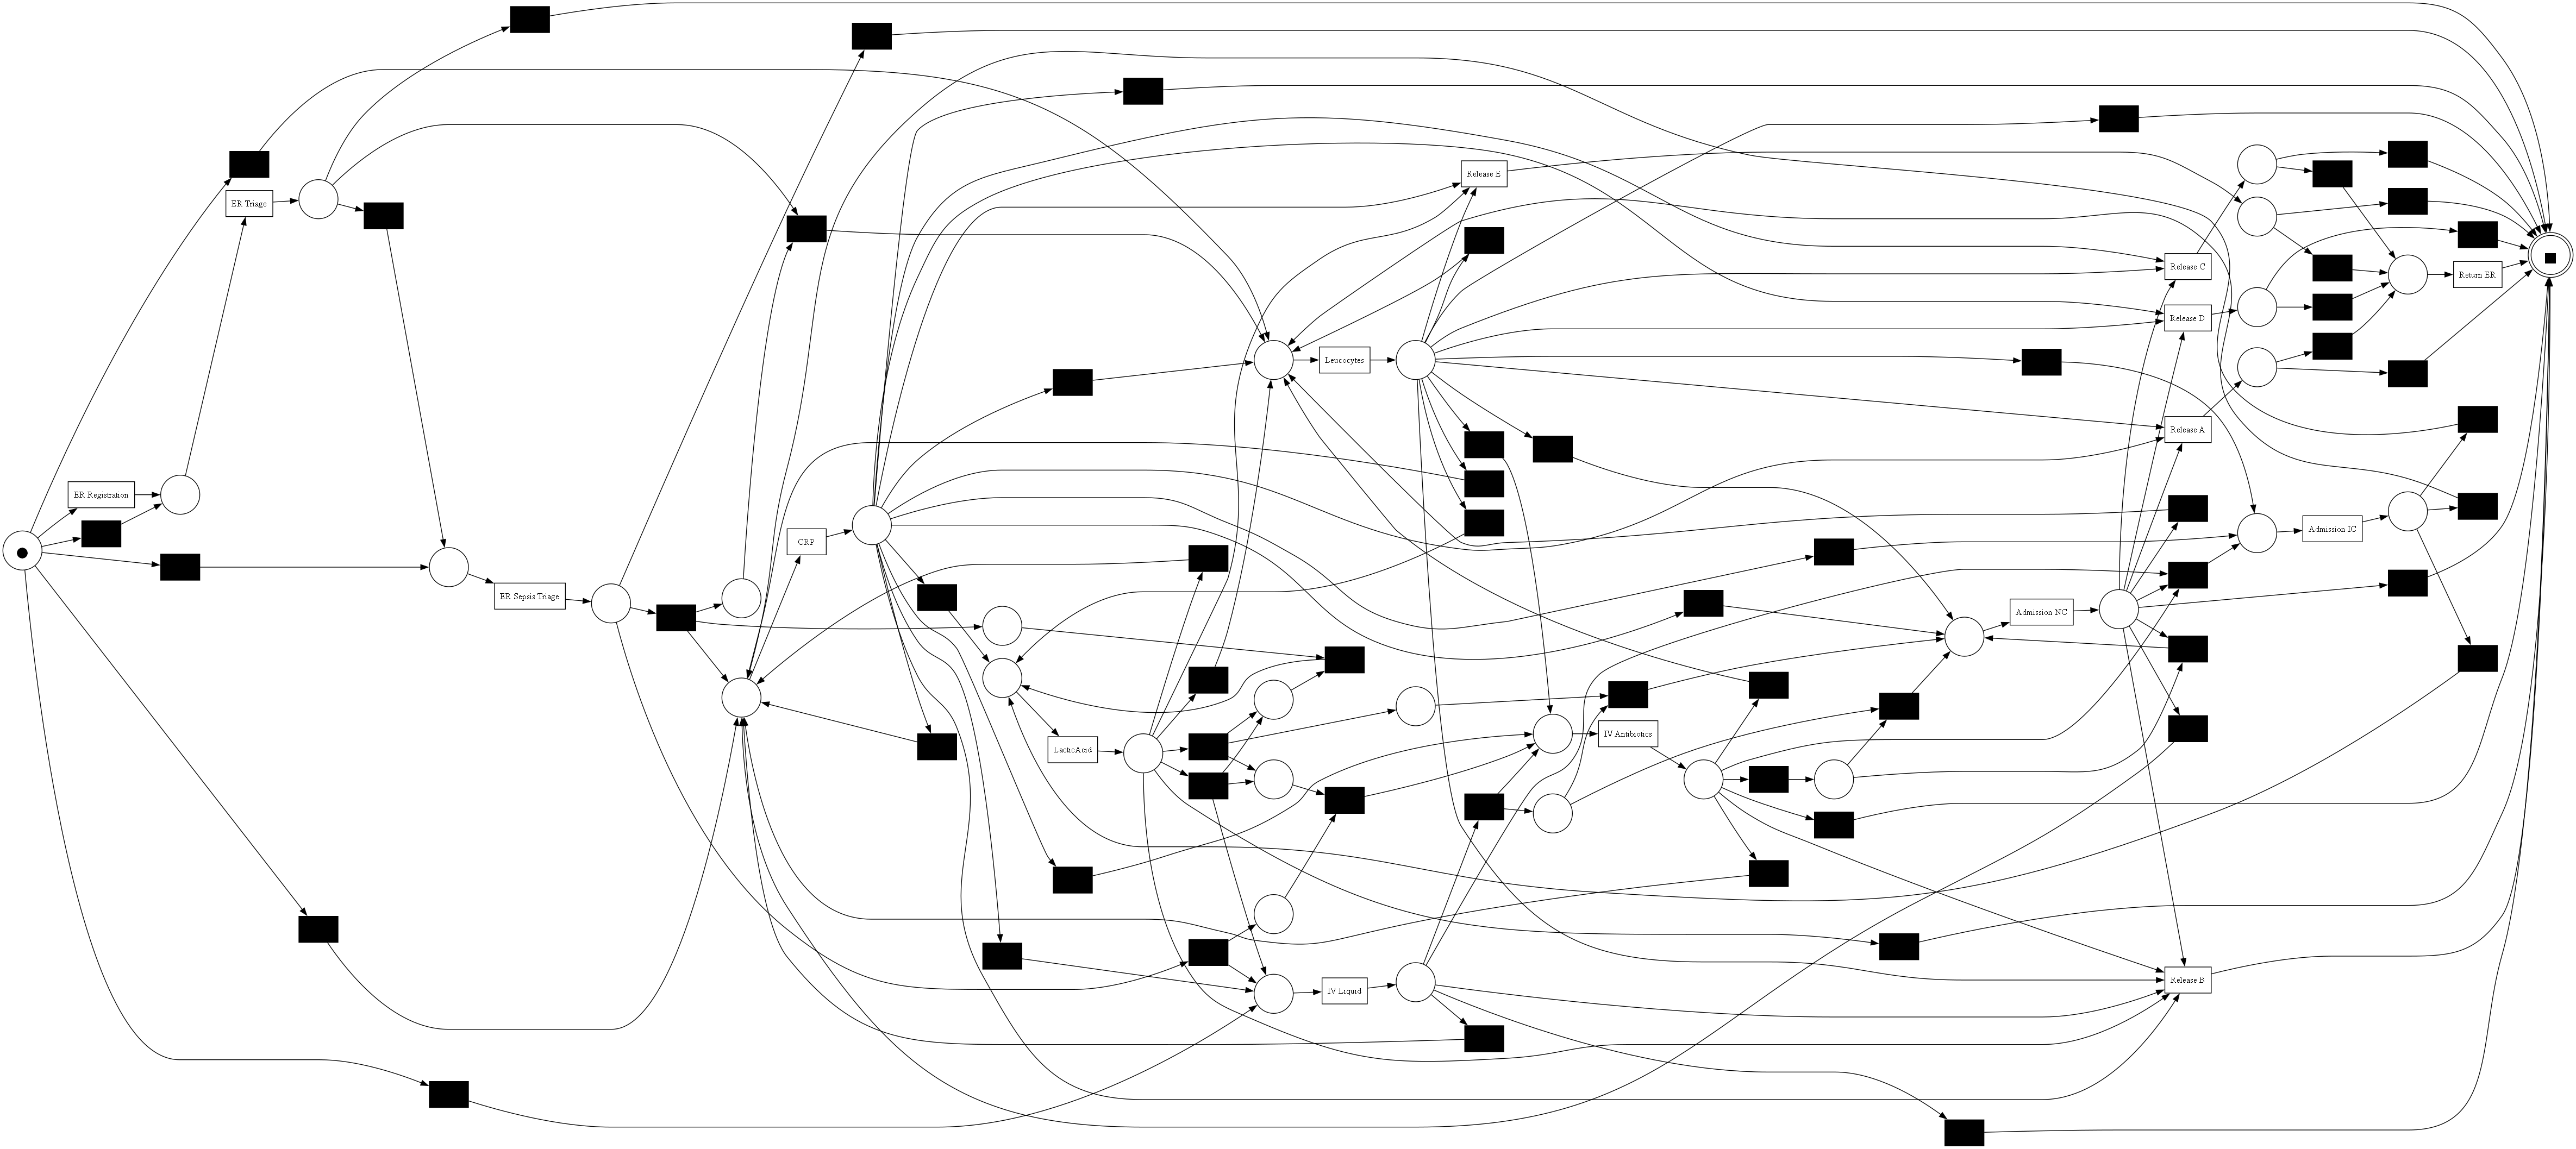 ER Registration
ER Triage
ER Sepsis Triage
CRP
LacticAcid
Leucocytes
IV Liquid
Release E
IV Antibiotics
Admission NC
Release C
Release D
Release A
Release B
Admission IC
Return ER